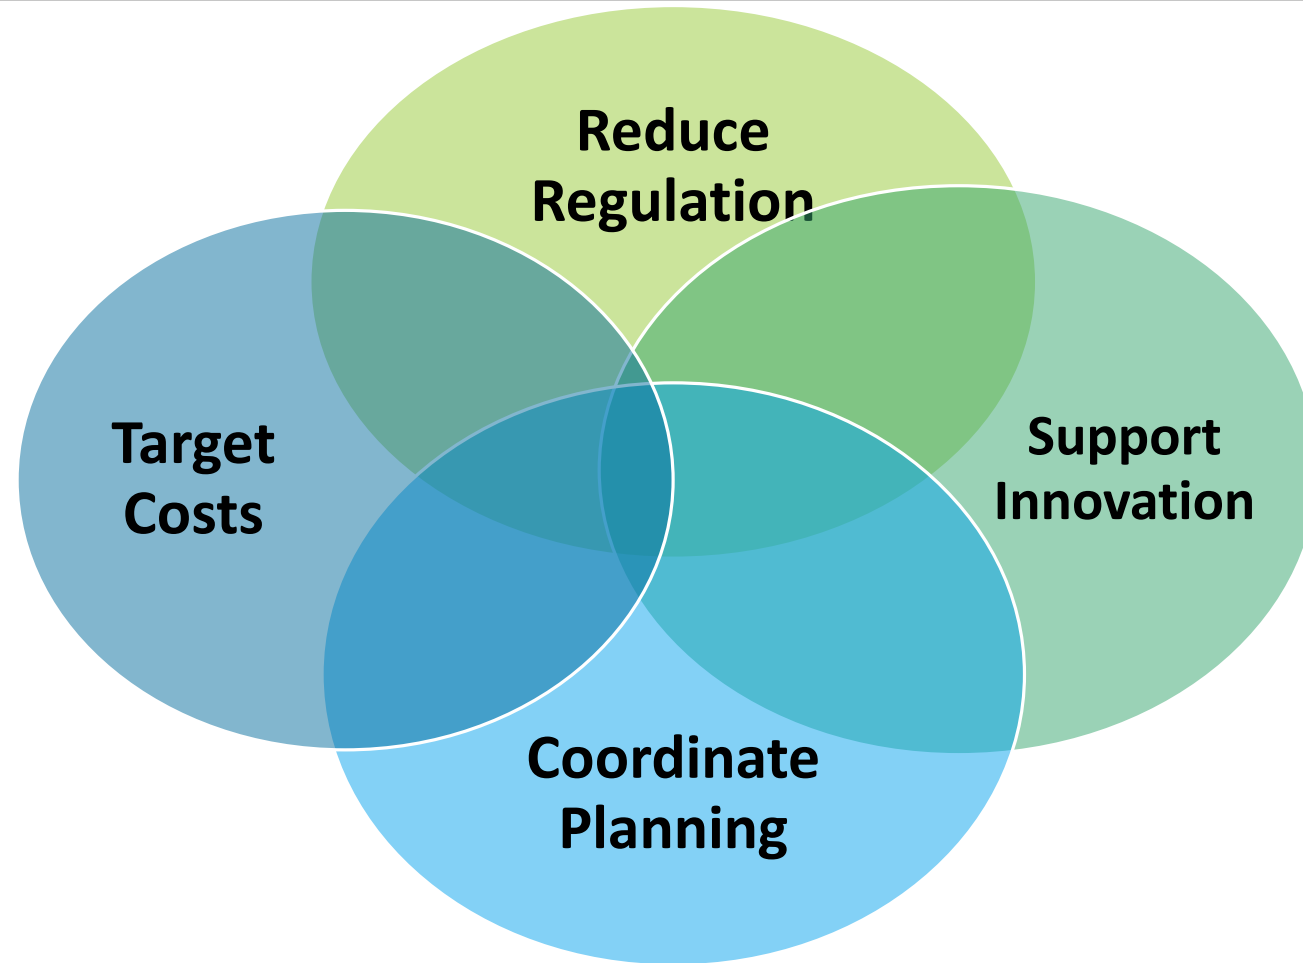 Reduce
Regulation
Target
Costs
Support
Innovation
Coordinate
Planning